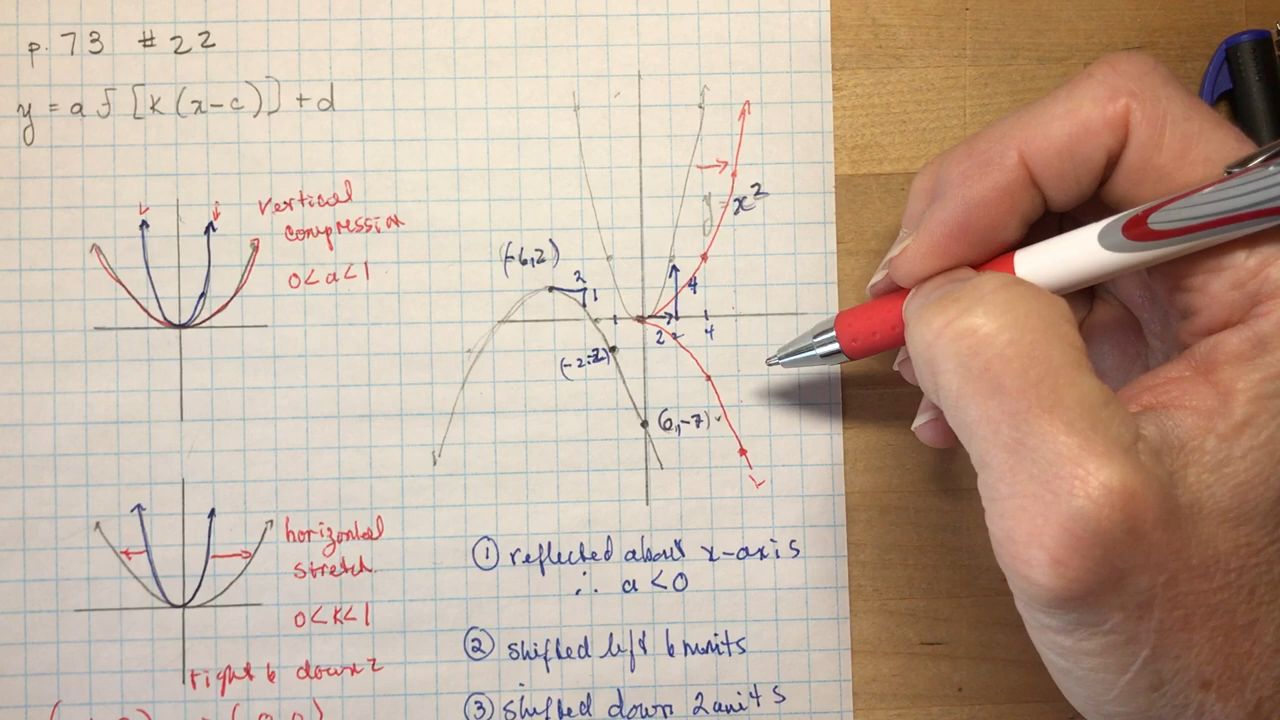 p. 73 # 22
y = a f [k (x-c)] + d
vertical
compression
0<a<1
(-6,2)
2
1
y = x²
4
2
2
4
(-2,-2)
(0,-7)
horizontal
stretch
0<k<1
right 6 down 2
① reflected about x-axis
∴ a <0
② shifted left 6 units
③ shifted down 2 units